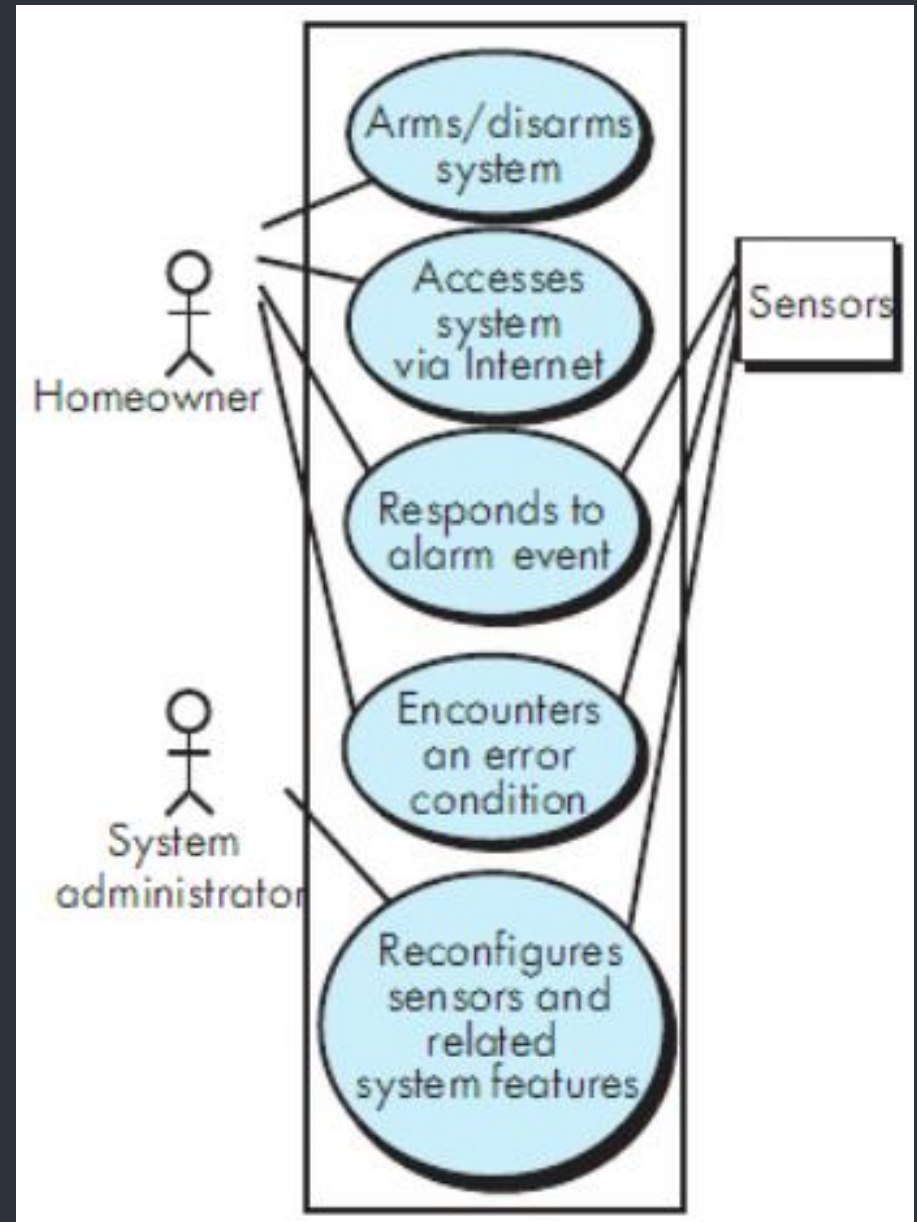 Arms/disarms
system
Accesses
system
via Internet
Sensors
Homeowner
Responds to
alarm event
Encounters
an error
condition
System
administrator
Reconfigures
sensors and
related
system features